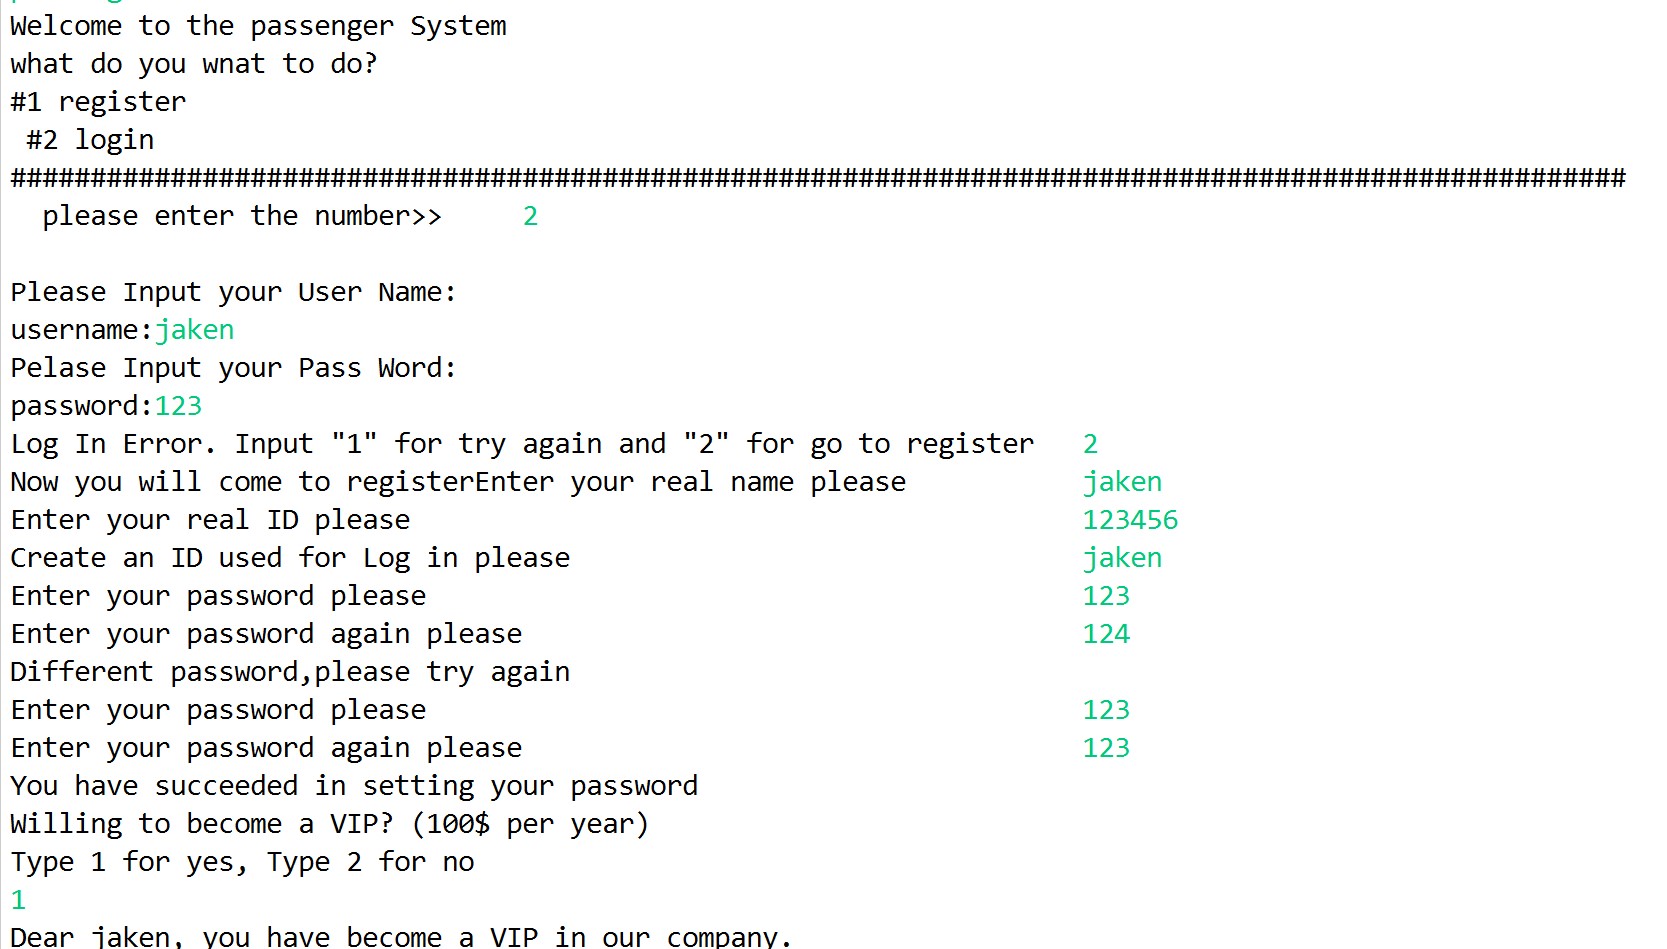 Welcome to the passenger System
what do you wnat to do?
#1 register
#2 login
#####################################################################################################
please enter the number>> 2
Please Input your User Name:
username:jaken
Pelase Input your Pass Word:
password:123
Log In Error. Input "1" for try again and "2" for go to register 2
Now you will come to registerEnter your real name please jaken
Enter your real ID please 123456
Create an ID used for Log in please jaken
Enter your password please 123
Enter your password again please 124
Different password,please try again
Enter your password please 123
Enter your password again please 123
You have succeeded in setting your password
Willing to become a VIP? (100$ per year)
Type 1 for yes, Type 2 for no
1
Dear jaken, you have become a VIP in our company.